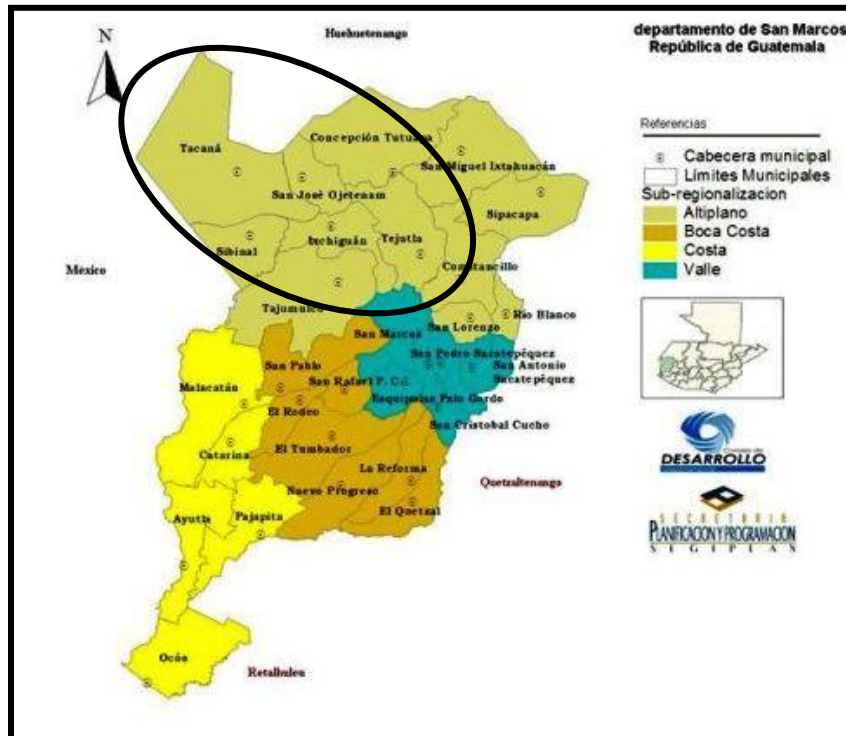 departamento de San Marcos
República de Guatemala
Huehuetenango
N
Referencias
Cabecera municipal
Límites Municipales
Sub-regionalizacion
Altiplano
Boca Costa
Costa
Valle
Concepción Tutuapa
Tacaná
San Miguel Ixtahuacán
San José Ojetenam
Sipacapa
Ixchiguán
Tejutla
Sibinal
Comitancillo
Mexico
Tajumulco
Río Blanco
San Lorenzo
San Marcos
San Pedro Sacatepéquez
San Pablo
San Antonio
Sacatepéquez
San Rafael P. C
Malacatán
Esquipulas Palo Gordo
El Rodeo
San Cristobal Cucho
El Tumbador
Catarina
La Reforma
Quetzaltenango
Nuevo Progreso
El Quetzal
Ayutla
Pajapita
Ocós
Retalhuleu
DESARROLLO
SECRETARIA
PLANIFICACION Y PROGRAMACION
SEGEPLAN